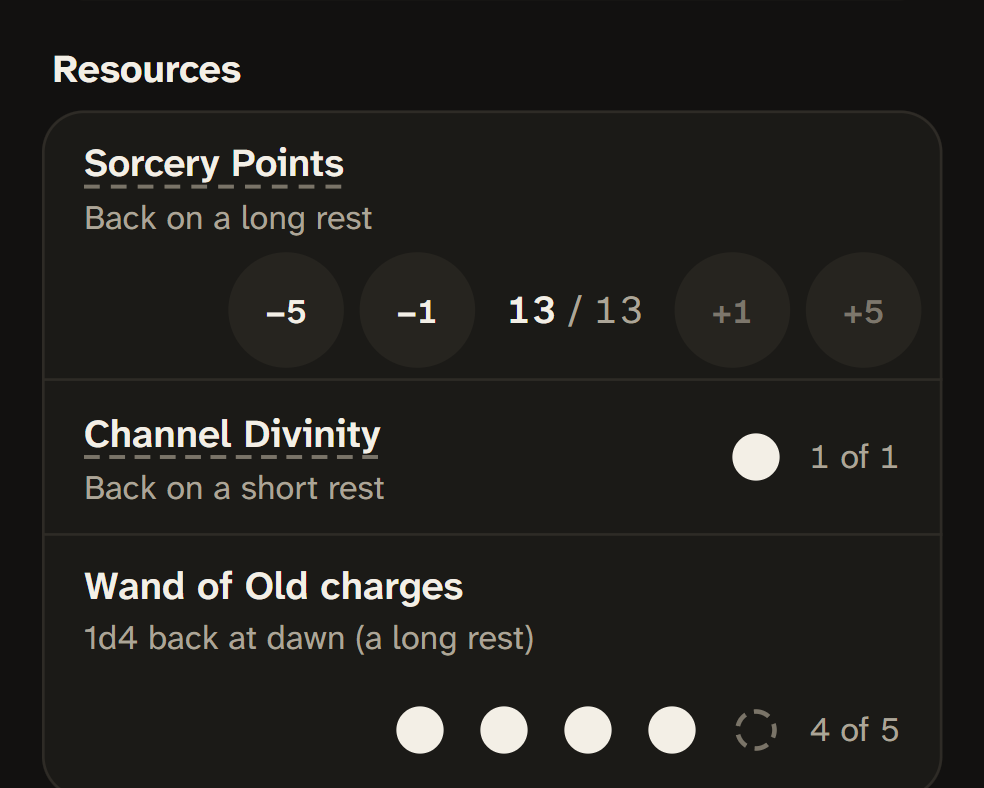 Resources
Sorcery Points
Back on a long rest
−5 −1 13 / 13 +1 +5
Channel Divinity
Back on a short rest
1 of 1
Wand of Old charges
1d4 back at dawn (a long rest)
4 of 5